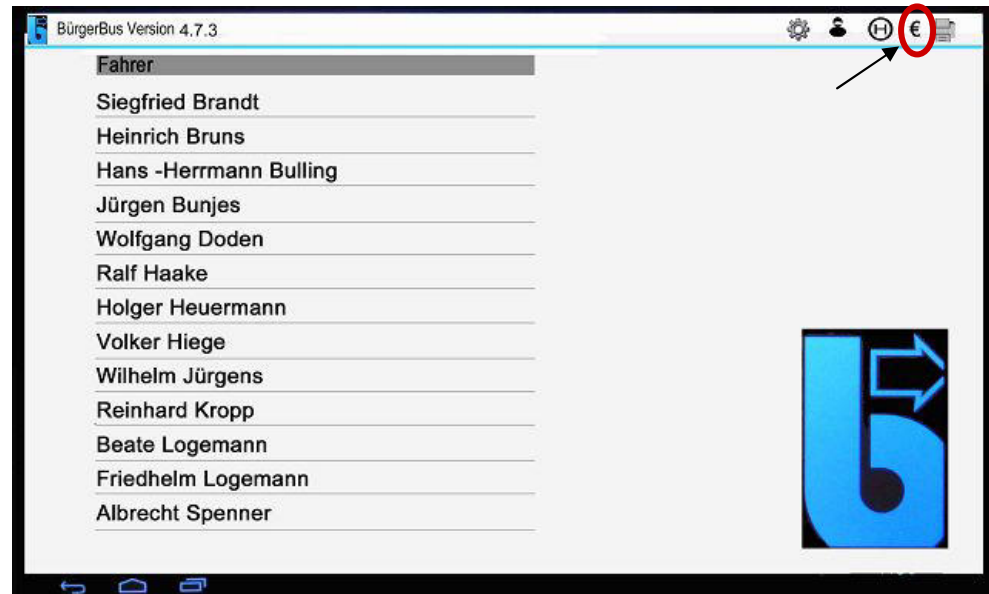 BürgerBus Version 4.7.3
H €
Fahrer
Siegfried Brandt
Heinrich Bruns
Hans -Herrmann Bulling
Jürgen Bunjes
Wolfgang Doden
Ralf Haake
Holger Heuermann
Volker Hiege
Wilhelm Jürgens
Reinhard Kropp
Beate Logemann
Friedhelm Logemann
Albrecht Spenner